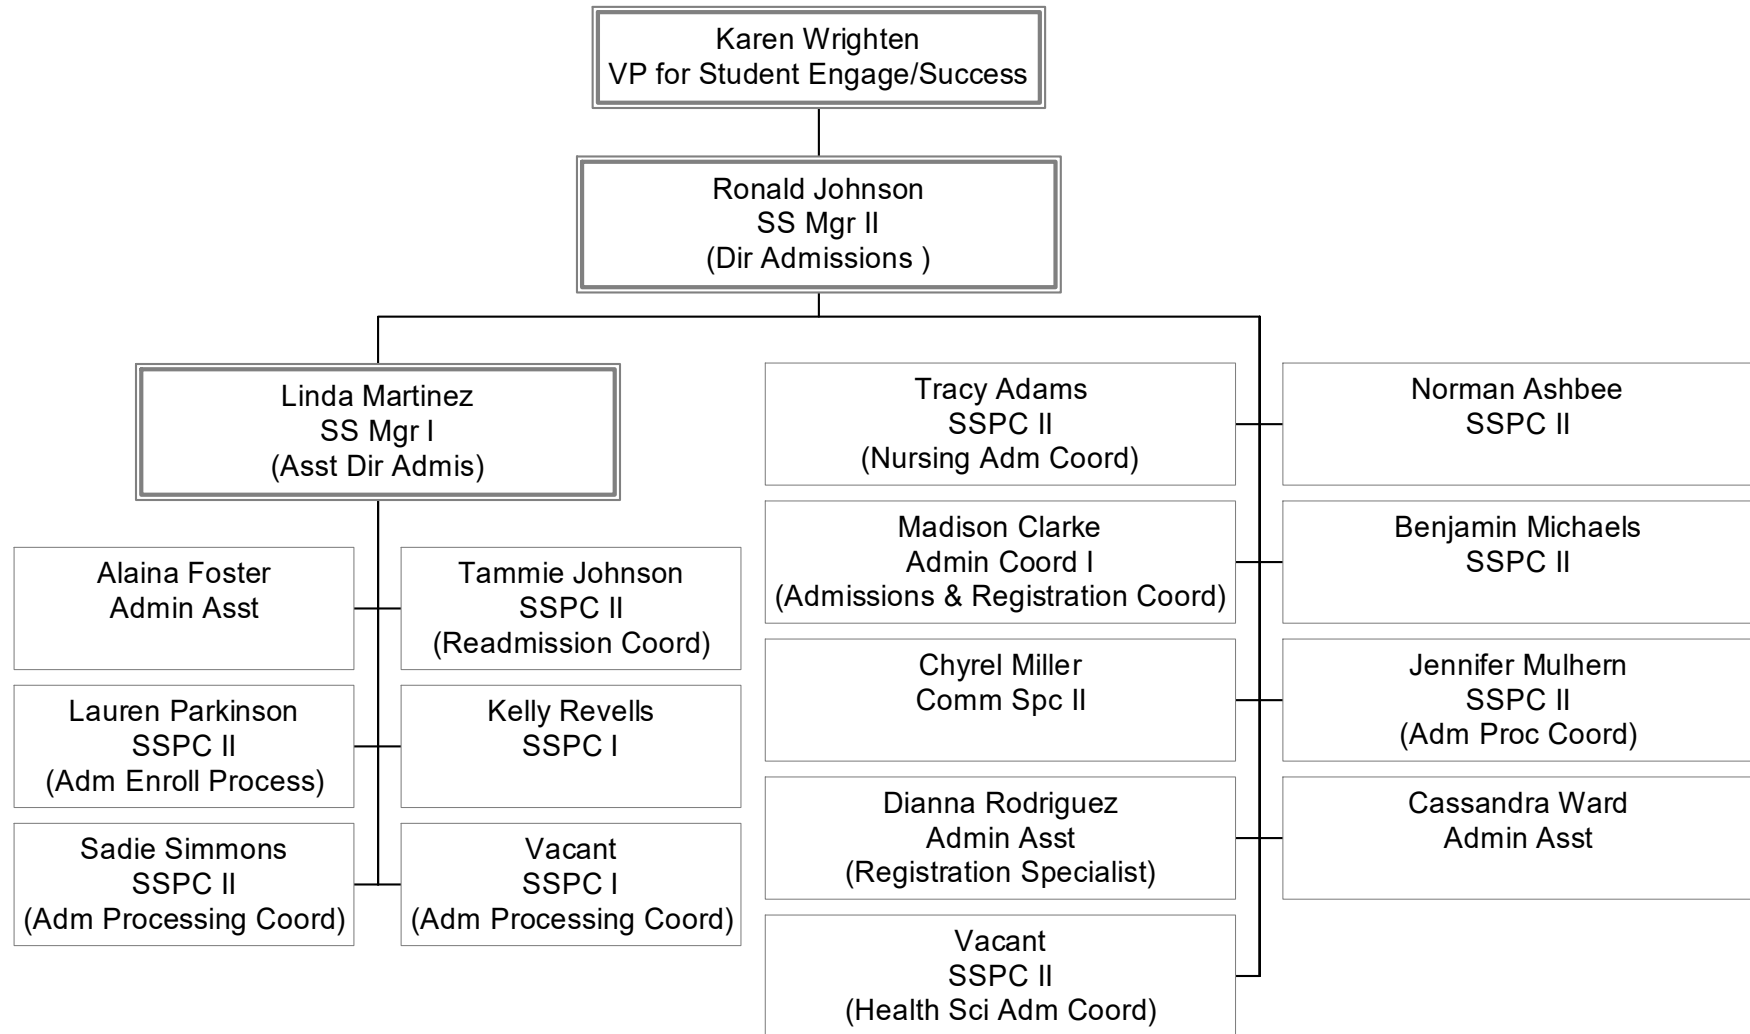 Karen Wrighten
VP for Student Engage/Success
Ronald Johnson
SS Mgr II
(Dir Admissions )
Linda Martinez
SS Mgr I
(Asst Dir Admis)
Alaina Foster
Admin Asst
Tammie Johnson
SSPC II
(Readmission Coord)
Lauren Parkinson
SSPC II
(Adm Enroll Process)
Kelly Revells
SSPC I
Sadie Simmons
SSPC II
(Adm Processing Coord)
Vacant
SSPC I
(Adm Processing Coord)
Tracy Adams
SSPC II
(Nursing Adm Coord)
Norman Ashbee
SSPC II
Madison Clarke
Admin Coord I
(Admissions & Registration Coord)
Benjamin Michaels
SSPC II
Chyrel Miller
Comm Spc II
Jennifer Mulhern
SSPC II
(Adm Proc Coord)
Dianna Rodriguez
Admin Asst
(Registration Specialist)
Cassandra Ward
Admin Asst
Vacant
SSPC II
(Health Sci Adm Coord)